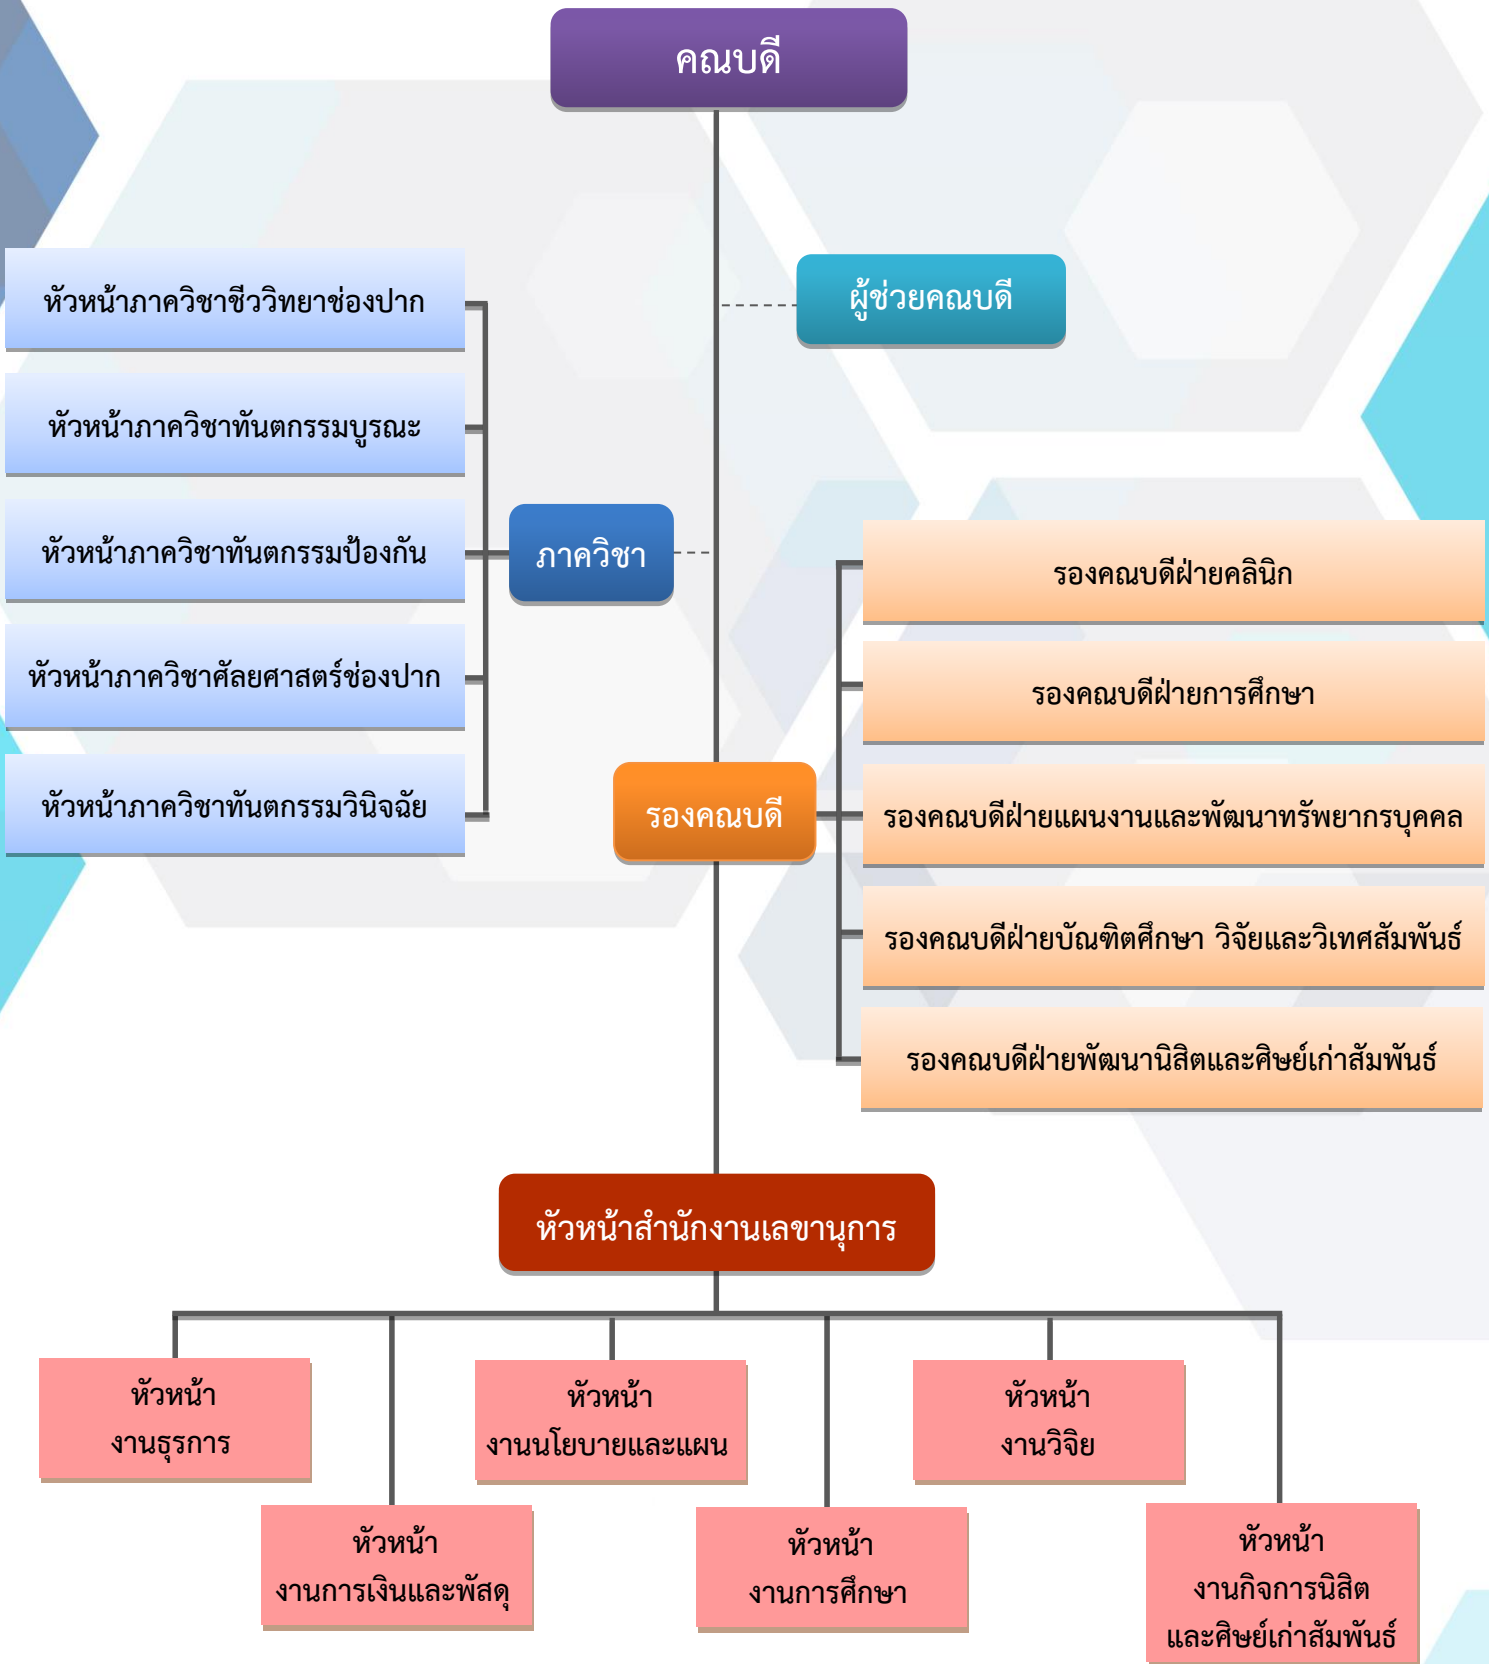 คณบดี
ผู้ช่วยคณบดี
หัวหน้าภาควิชาชีววิทยาช่องปาก
หัวหน้าภาควิชาทันตกรรมบูรณะ
หัวหน้าภาควิชาทันตกรรมป้องกัน
หัวหน้าภาควิชาศัลยศาสตร์ช่องปาก
หัวหน้าภาควิชาทันตกรรมวินิจฉัย
ภาควิชา
รองคณบดี
รองคณบดีฝ่ายคลินิก
รองคณบดีฝ่ายการศึกษา
รองคณบดีฝ่ายแผนงานและพัฒนาทรัพยากรบุคคล
รองคณบดีฝ่ายบัณฑิตศึกษา วิจัยและวิเทศสัมพันธ์
รองคณบดีฝ่ายพัฒนานิสิตและศิษย์เก่าสัมพันธ์
หัวหน้าสำนักงานเลขานุการ
หัวหน้า
งานธุรการ
หัวหน้า
งานการเงินและพัสดุ
หัวหน้า
งานนโยบายและแผน
หัวหน้า
งานการศึกษา
หัวหน้า
งานวิจิย
หัวหน้า
งานกิจการนิสิต
และศิษย์เก่าสัมพันธ์